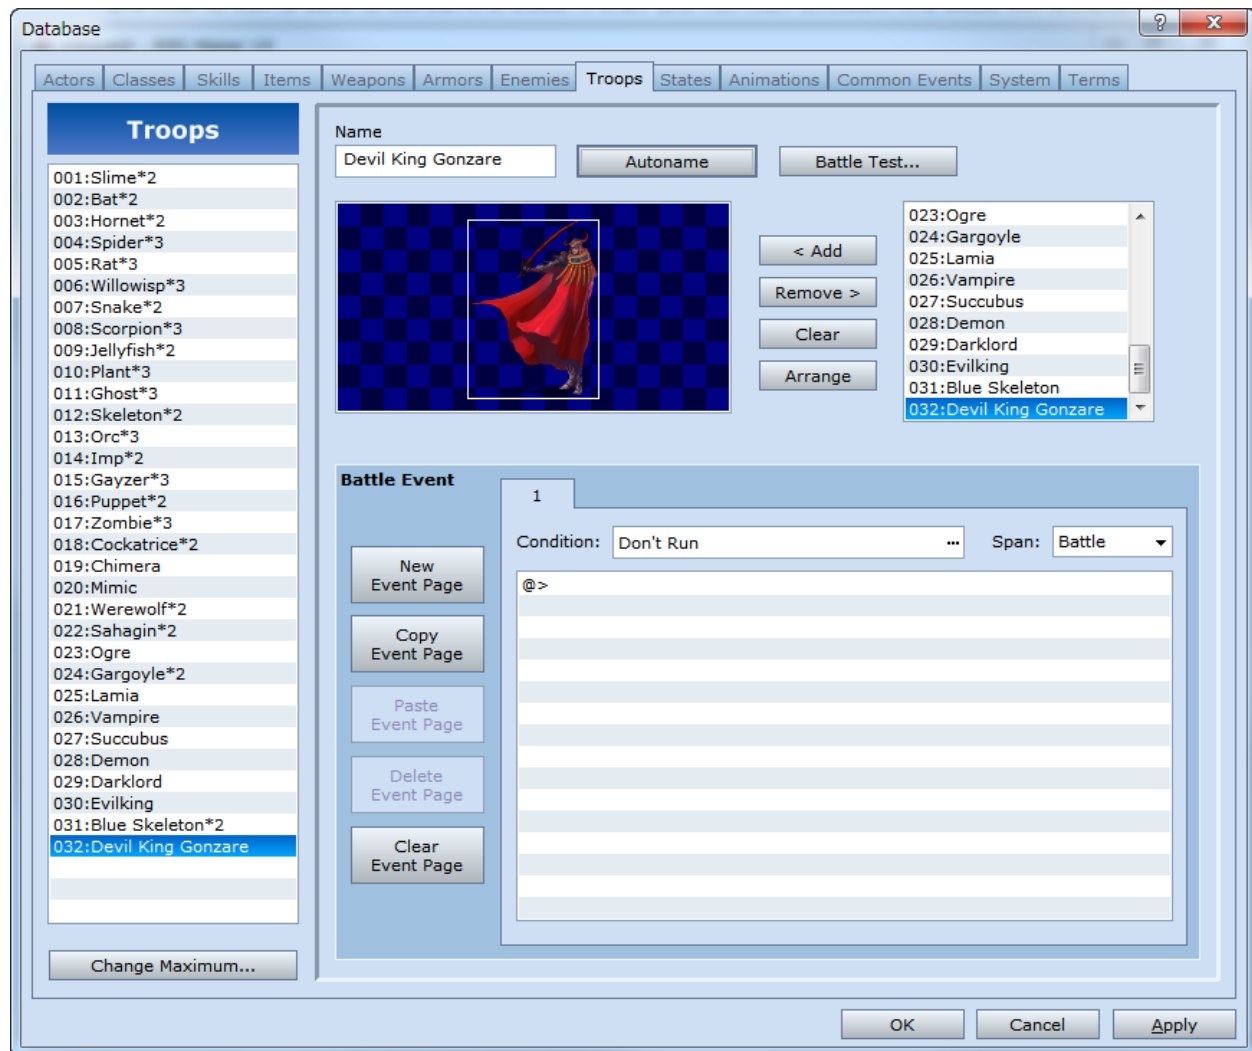 Database
Actors Classes Skills Items Weapons Armors Enemies Troops States Animations Common Events System Terms
Troops
001:Slime*2
002:Bat*2
003:Hornet*2
004:Spider*3
005:Rat*3
006:Willowisp*3
007:Snake*2
008:Scorpion*3
009:Jellyfish*2
010:Plant*3
011:Ghost*3
012:Skeleton*2
013:Orc*3
014:Imp*2
015:Gayzer*3
016:Puppet*2
017:Zombie*3
018:Cockatrice*2
019:Chimera
020:Mimic
021:Werewolf*2
022:Sahagin*2
023:Ogre
024:Gargoyle*2
025:Lamia
026:Vampire
027:Succubus
028:Demon
029:Darklord
030:Evilking
031:Blue Skeleton*2
032:Devil King Gonzare
Change Maximum...
Name
Devil King Gonzare
Autoname
Battle Test...
< Add
Remove >
Clear
Arrange
023:Ogre
024:Gargoyle
025:Lamia
026:Vampire
027:Succubus
028:Demon
029:Darklord
030:Evilking
031:Blue Skeleton
032:Devil King Gonzare
Battle Event
1
New
Event Page
Copy
Event Page
Paste
Event Page
Delete
Event Page
Clear
Event Page
Condition: Don't Run ... Span: Battle
@>
OK Cancel Apply